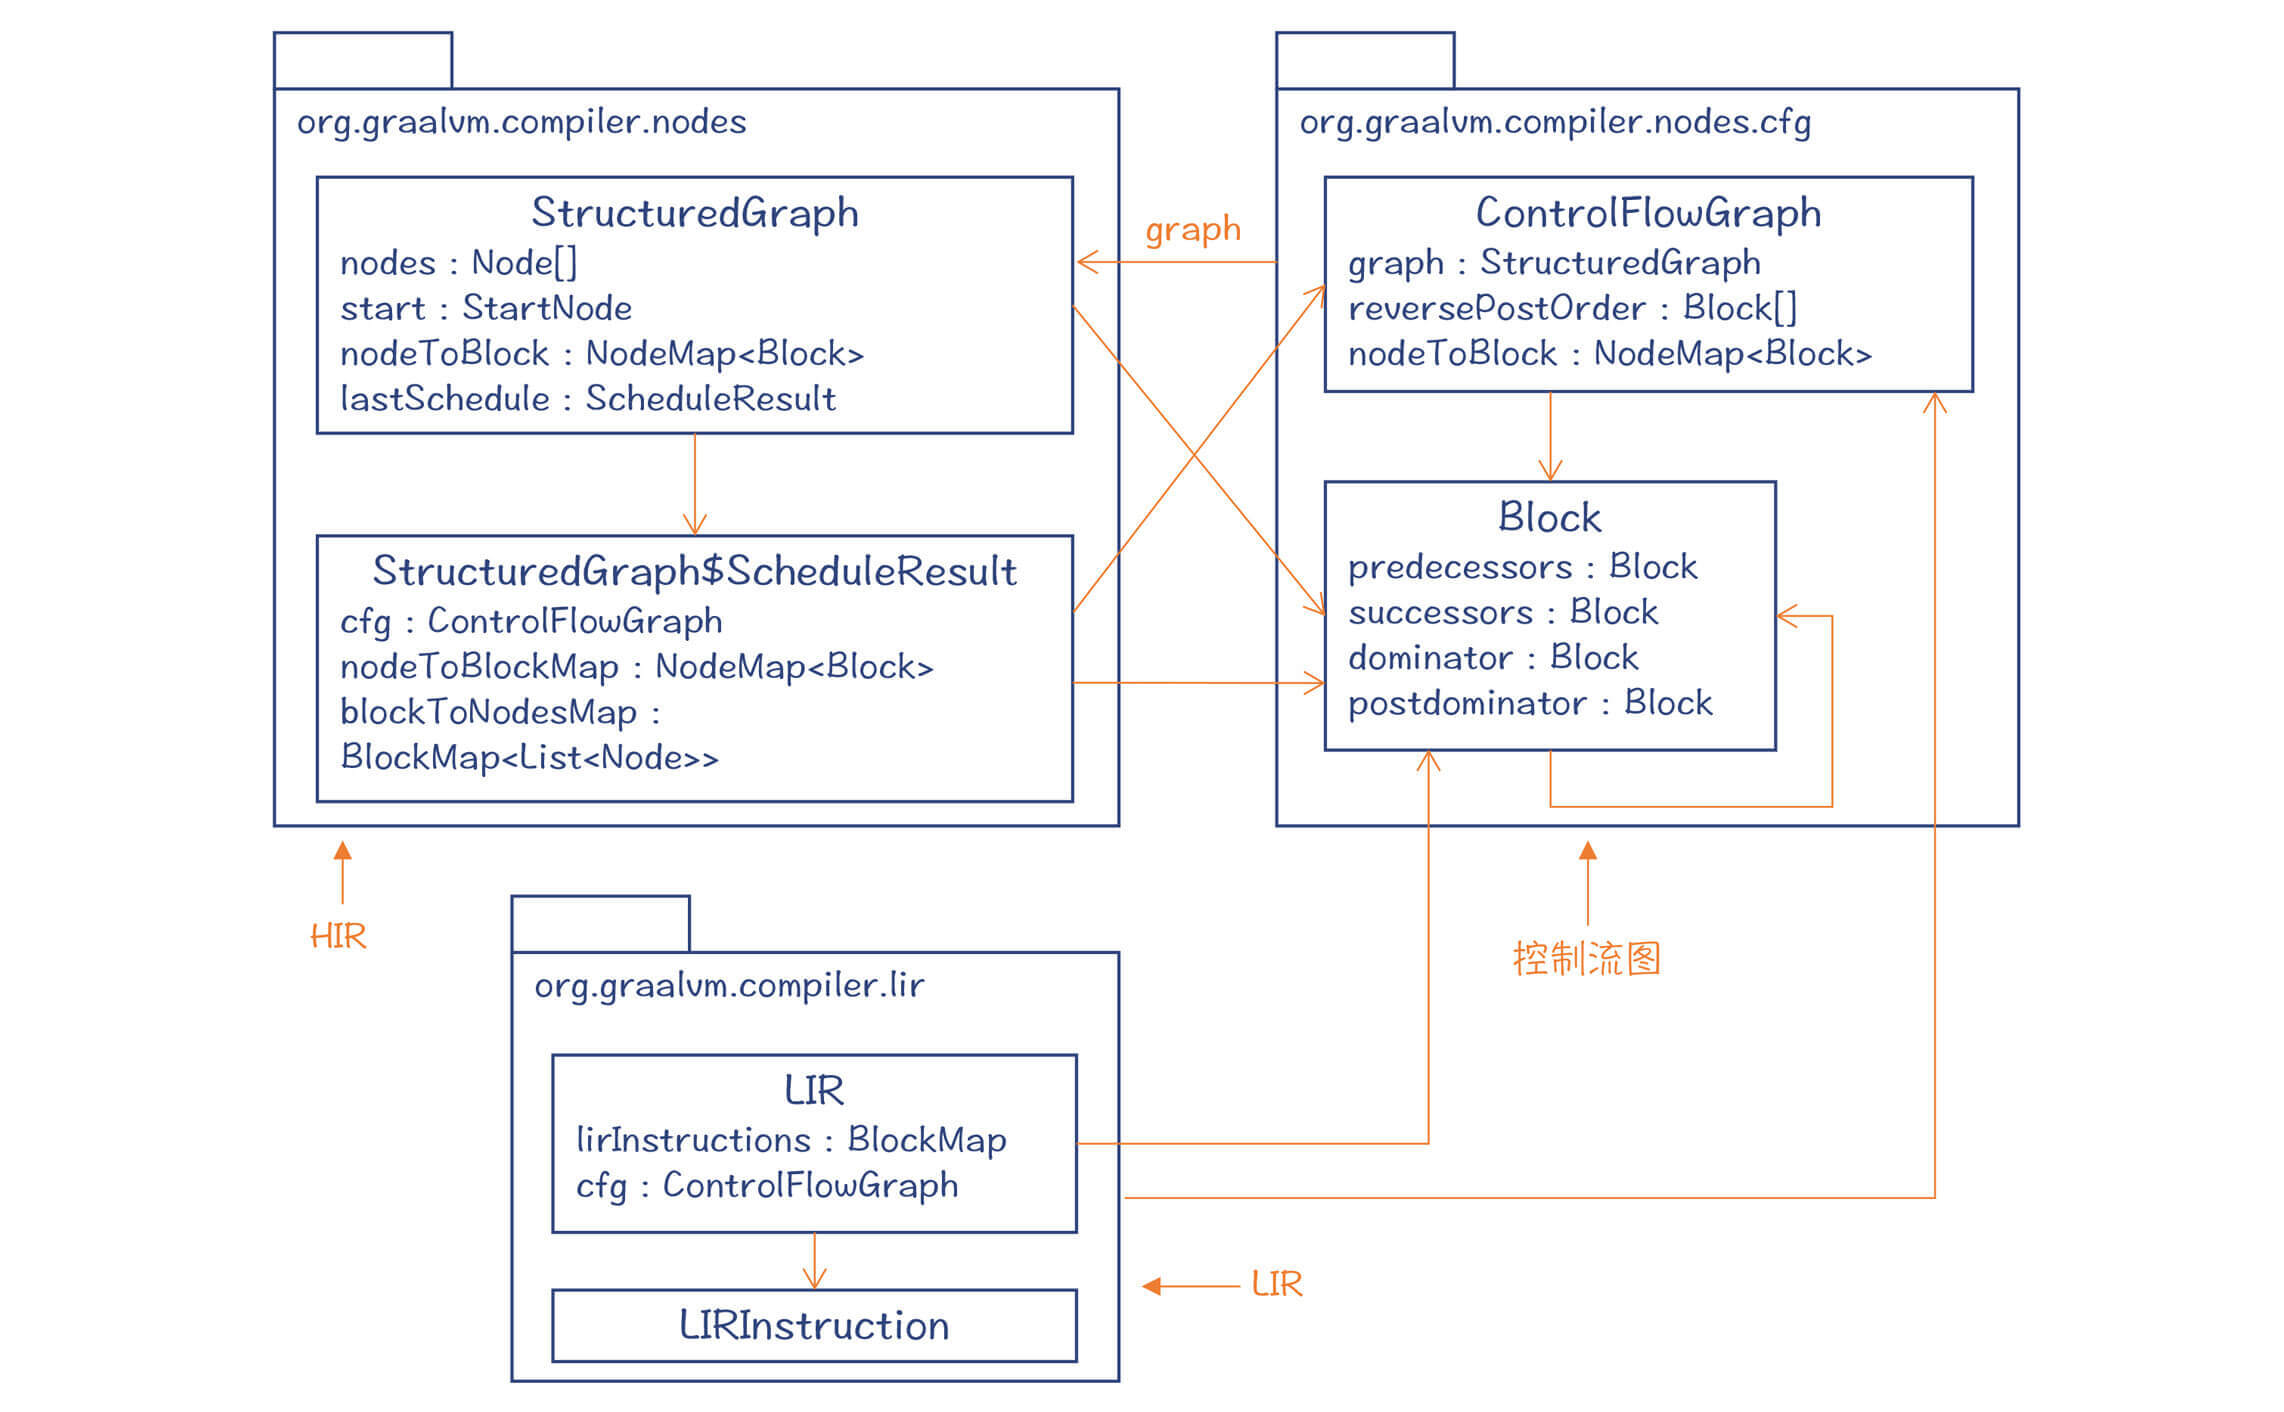 org.graalvm.compiler.nodes
StructuredGraph
nodes : Node[]
start : StartNode
nodeToBlock : NodeMap<Block>
lastSchedule : ScheduleResult
StructuredGraph$ScheduleResult
cfg : ControlFlowGraph
nodeToBlockMap : NodeMap<Block>
blockToNodesMap :
BlockMap<List<Node>>
HIR
graph
org.graalvm.compiler.nodes.cfg
ControlFlowGraph
graph : StructuredGraph
reversePostOrder : Block[]
nodeToBlock : NodeMap<Block>
Block
predecessors : Block
successors : Block
dominator : Block
postdominator : Block
控制流图
org.graalvm.compiler.lir
LIR
lirInstructions : BlockMap
cfg : ControlFlowGraph
LIRInstruction
LIR